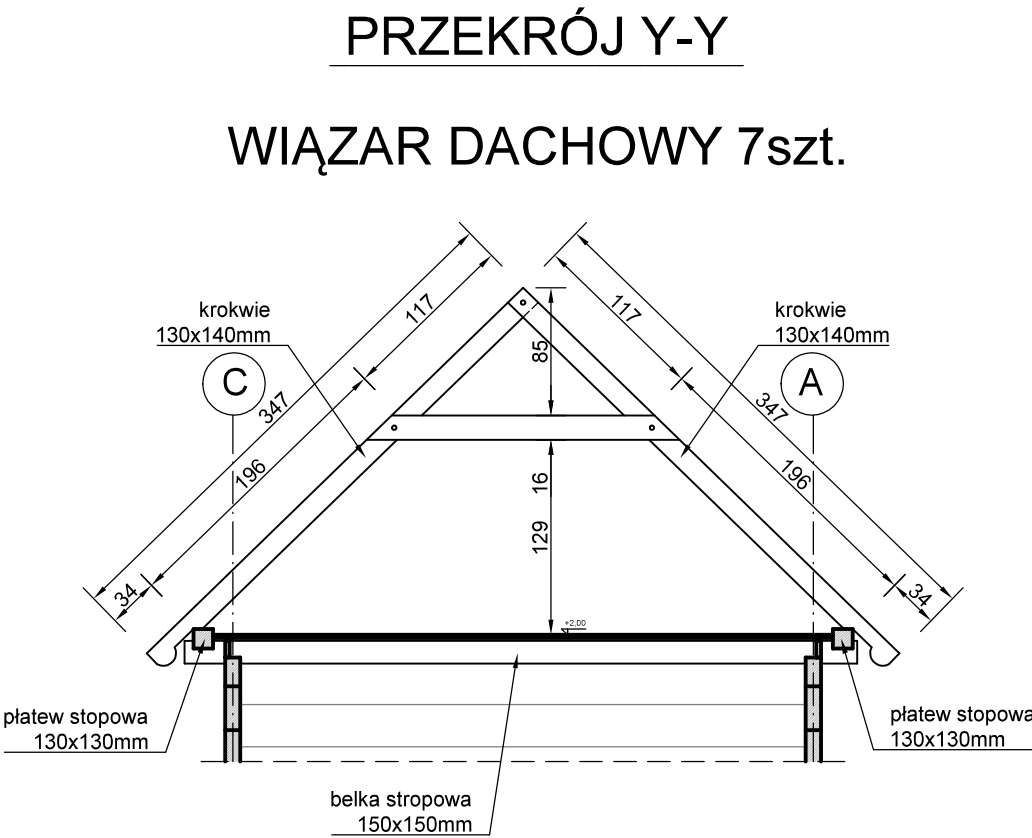 PRZEKRÓJ Y-Y
WIĄZAR DACHOWY 7szt.
krokwie
130x140mm
C
347
117
196
34
85
16
129
117
347
196
34
krokwie
130x140mm
A
+2,00
płatew stopowa
130x130mm
belka stropowa
150x150mm
płatew stopowa
130x130mm